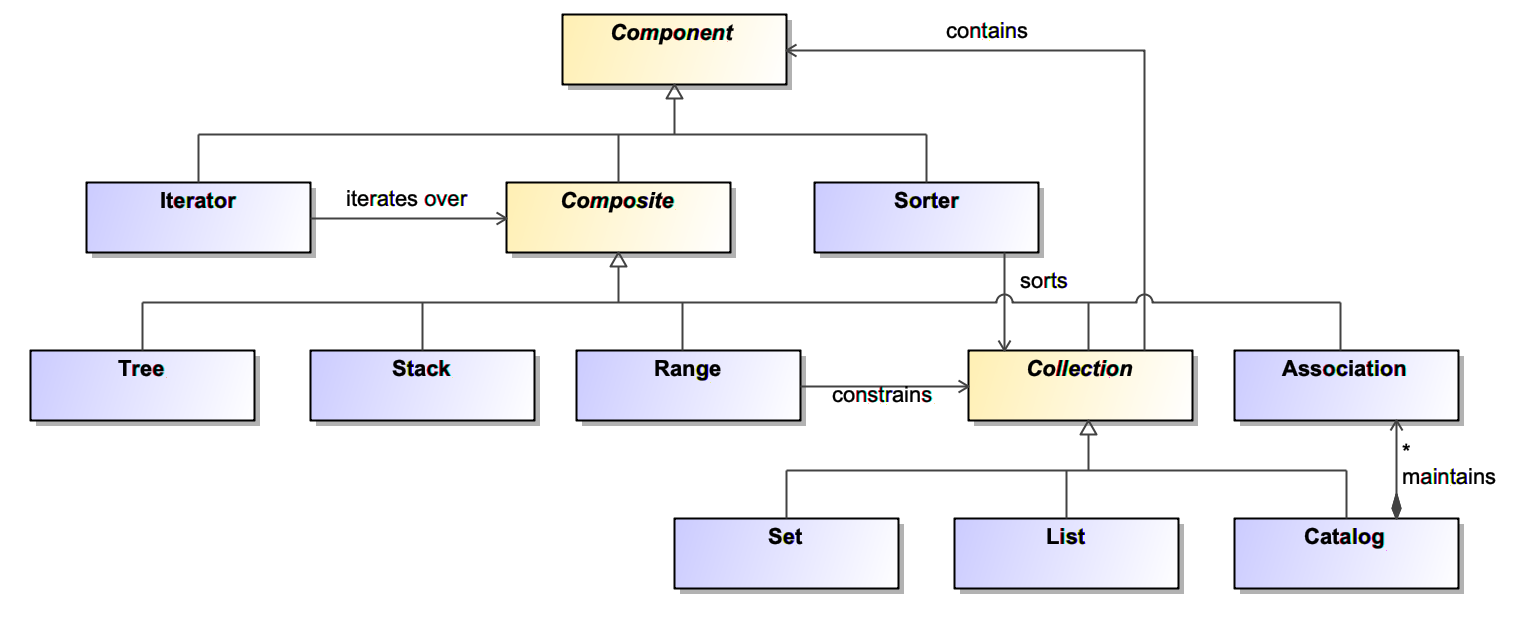 Component
contains
Iterator
iterates over
Composite
Sorter
sorts
Tree
Stack
Range
constrains
Collection
Association
*
maintains
Set
List
Catalog